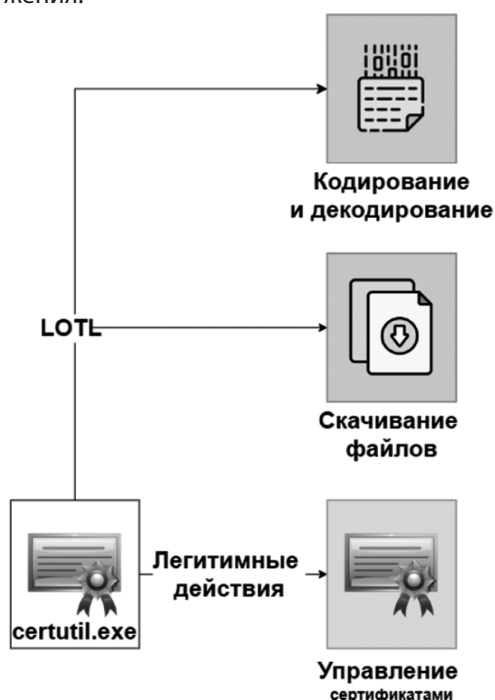 Кодирование
и декодирование
LOTL
Скачивание
файлов
Легитимные
действия
certutil.exe
Управление
сертификатами